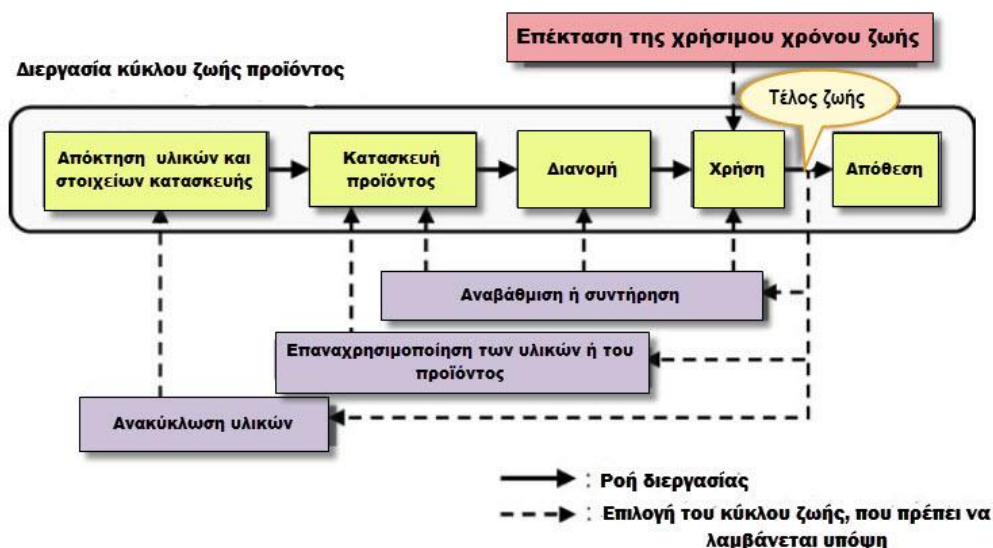 Επέκταση της χρήσιμου χρόνου ζωής
Διεργασία κύκλου ζωής προϊόντος
Τέλος ζωής
Απόκτηση υλικών και
στοιχείων κατασκευής
Κατασκευή
προϊόντος
Διανομή
Χρήση
Απόθεση
Αναβάθμιση ή συντήρηση
Επαναχρησιμοποίηση των υλικών ή του
προϊόντος
Ανακύκλωση υλικών
: Ροή διεργασίας
: Επιλογή του κύκλου ζωής, που πρέπει να
λαμβάνεται υπόψη